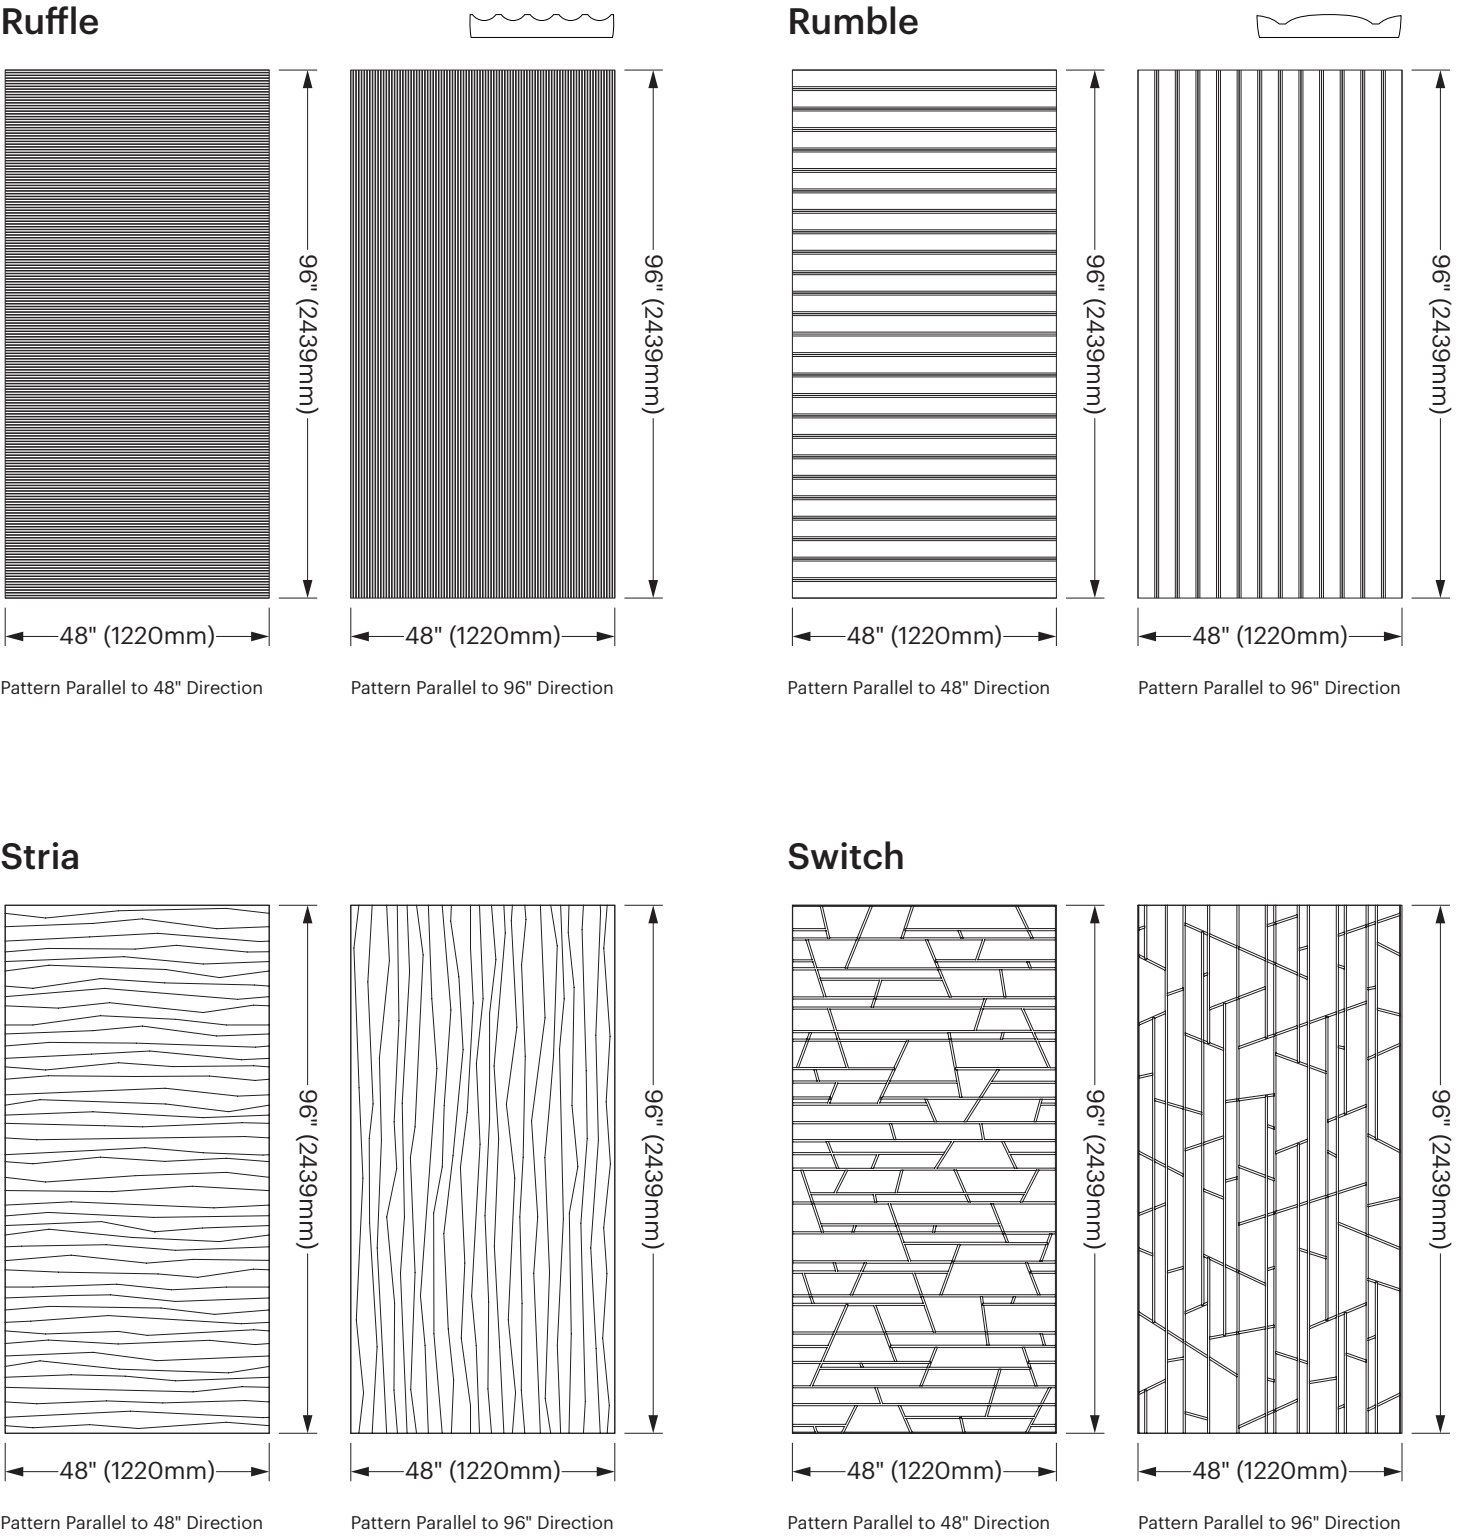 Ruffle
96" (2439mm)
96" (2439mm)
48" (1220mm)
48" (1220mm)
Pattern Parallel to 48" Direction
Pattern Parallel to 96" Direction
Rumble
96" (2439mm)
96" (2439mm)
48" (1220mm)
48" (1220mm)
Pattern Parallel to 48" Direction
Pattern Parallel to 96" Direction
Stria
96" (2439mm)
96" (2439mm)
48" (1220mm)
48" (1220mm)
Pattern Parallel to 48" Direction
Pattern Parallel to 96" Direction
Switch
96" (2439mm)
96" (2439mm)
48" (1220mm)
48" (1220mm)
Pattern Parallel to 48" Direction
Pattern Parallel to 96" Direction